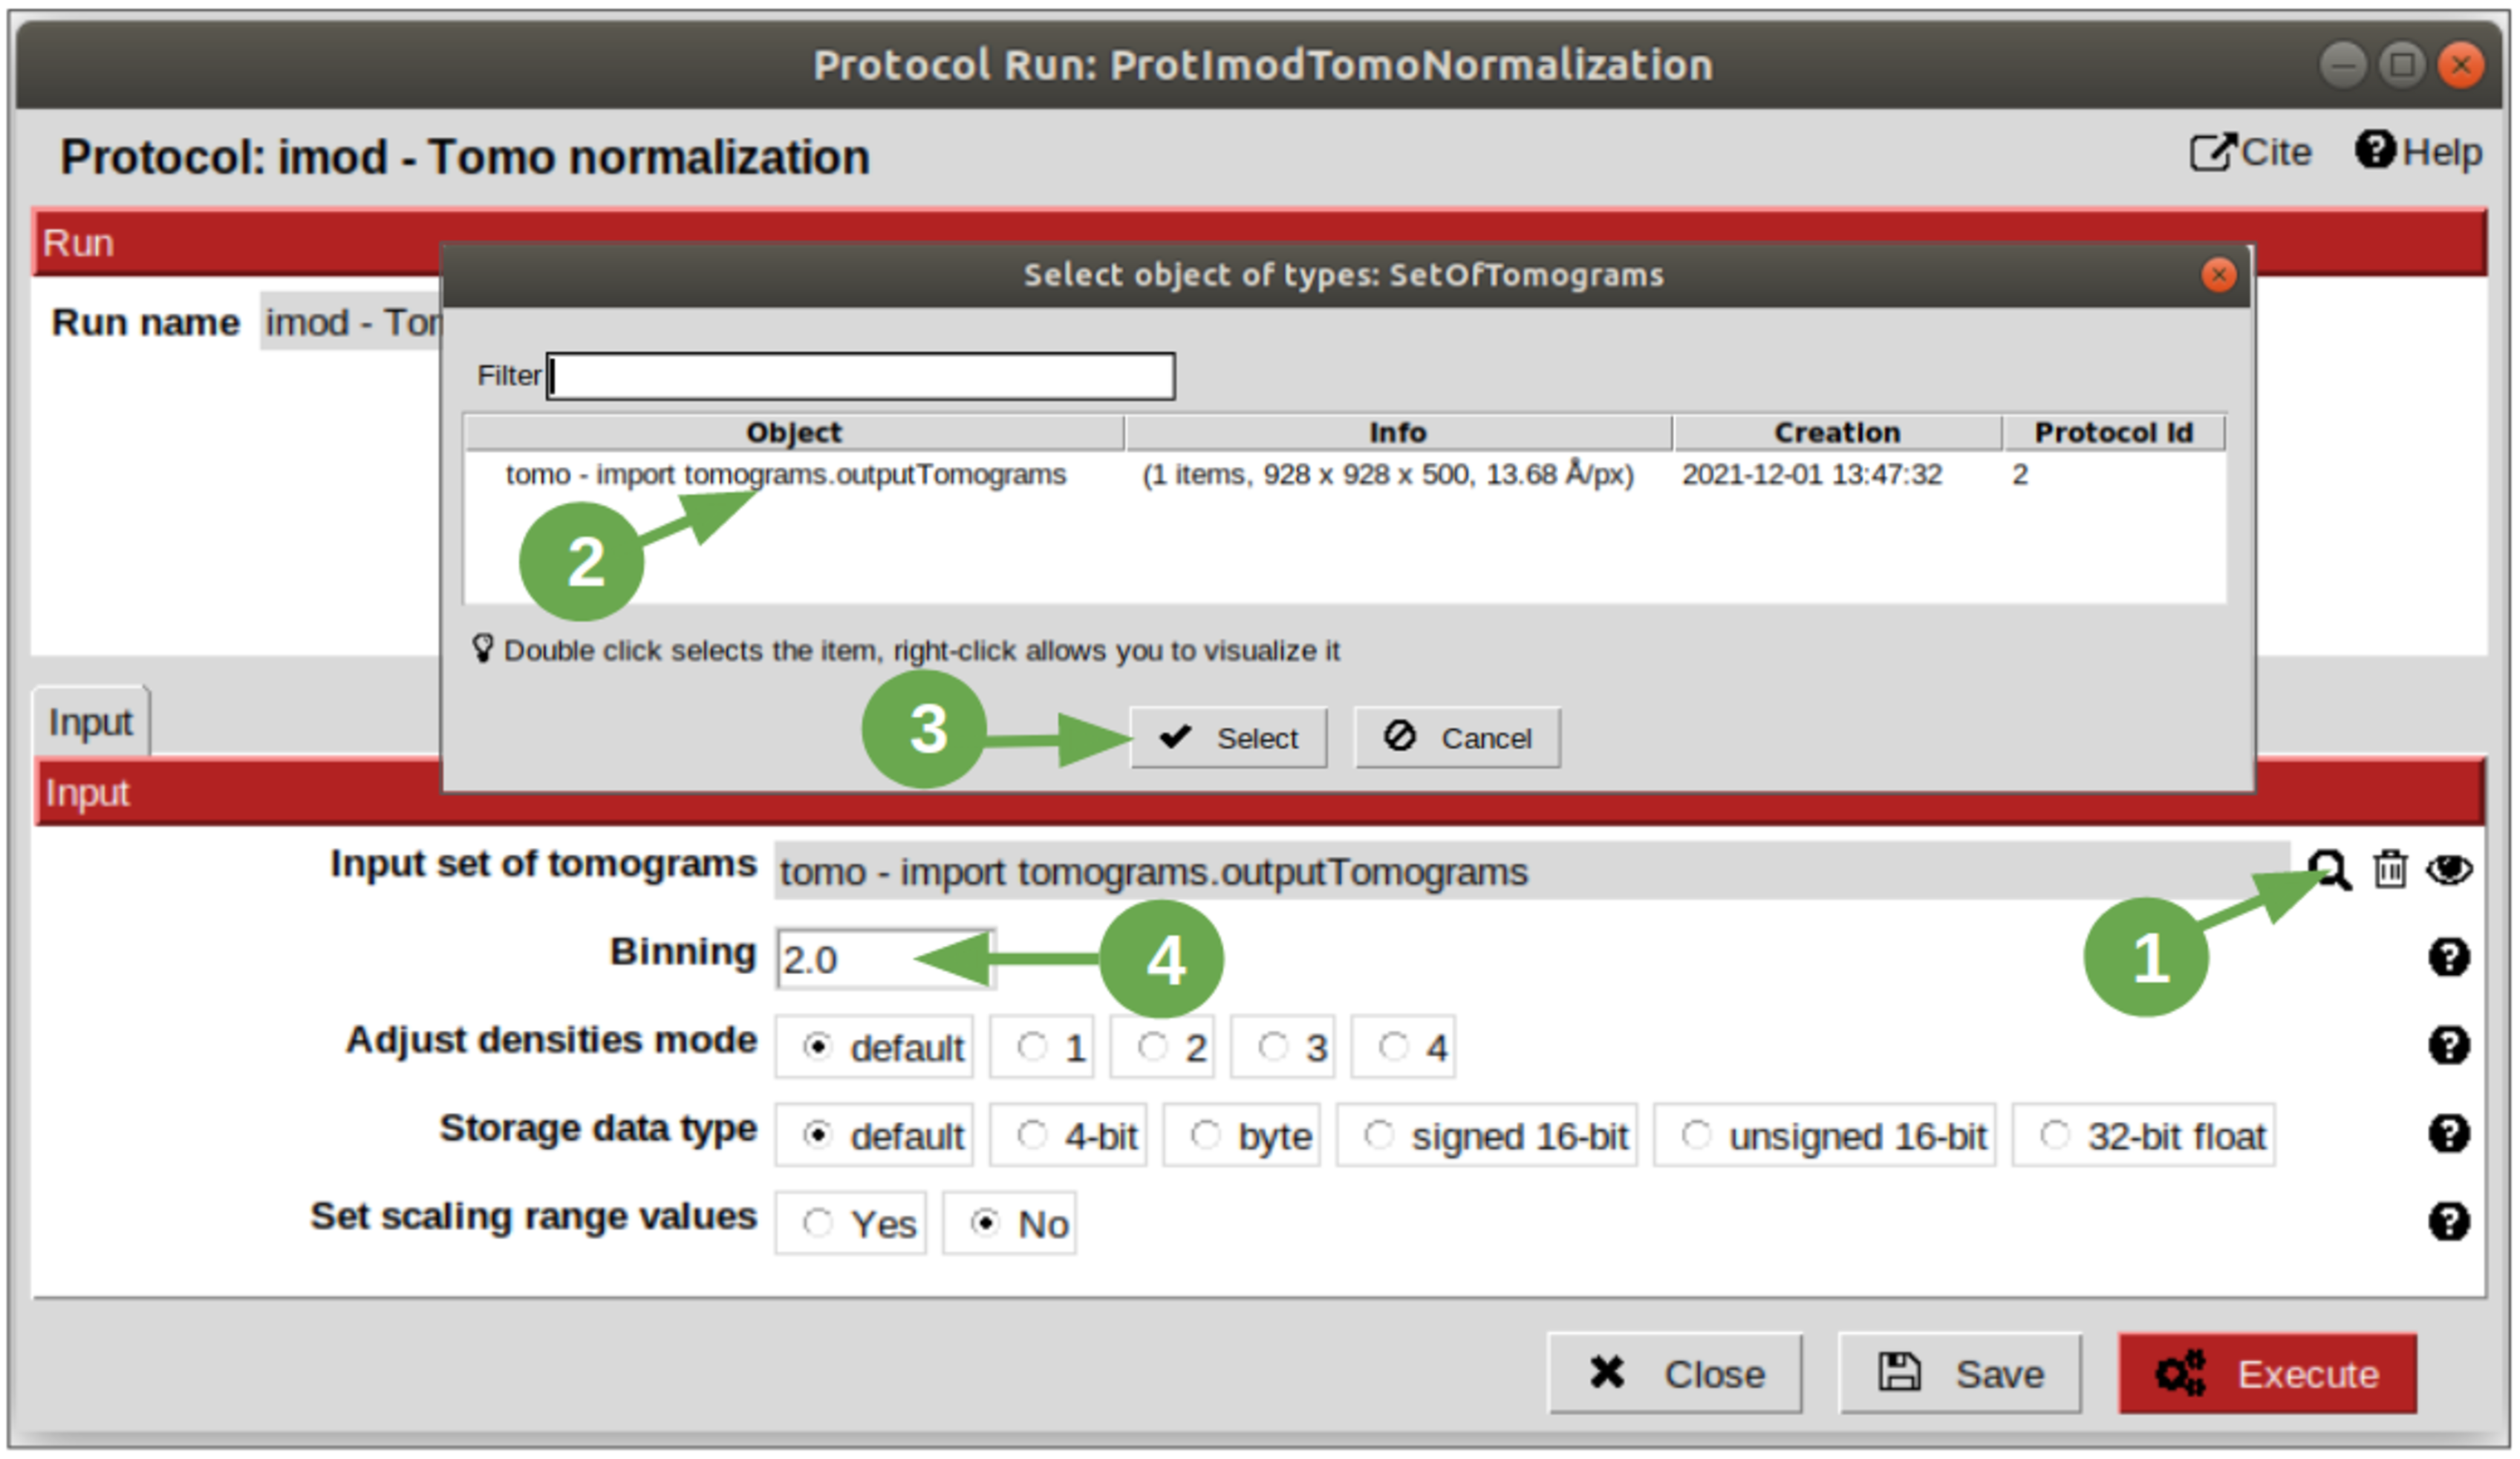 Protocol Run: ProtImodTomoNormalization
Protocol: imod - Tomo normalization
Cite
Help
Run
Run name imod - Tor
Select object of types: SetOfTomograms
Filter
Object Info Creation Protocol Id
tomo - import tomograms.outputTomograms (1 items, 928 x 928 x 500, 13.68 Å/px) 2021-12-01 13:47:32 2
2
Double click selects the item, right-click allows you to visualize it
3
Select
Cancel
Input
Input
Input set of tomograms tomo - import tomograms.outputTomograms
1
Binning 2.0
4
Adjust densities mode default 1 2 3 4
Storage data type default 4-bit byte signed 16-bit unsigned 16-bit 32-bit float
Set scaling range values Yes No
Close
Save
Execute